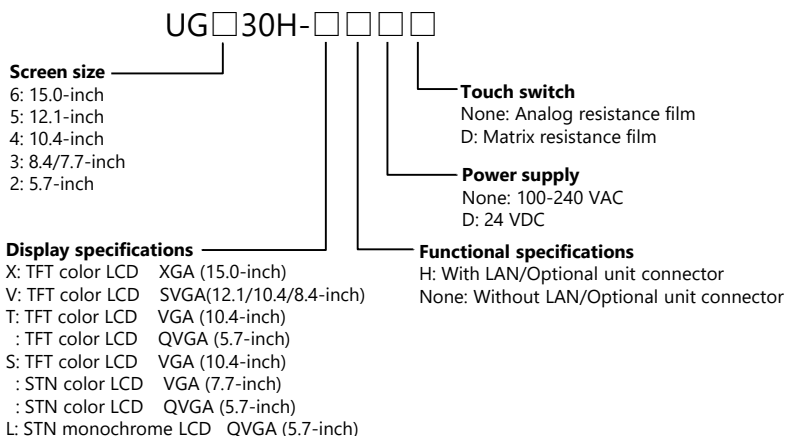 UG□30H-□□□□
Screen size
6: 15.0-inch
5: 12.1-inch
4: 10.4-inch
3: 8.4/7.7-inch
2: 5.7-inch
Touch switch
None: Analog resistance film
D: Matrix resistance film
Power supply
None: 100-240 VAC
D: 24 VDC
Functional specifications
H: With LAN/Optional unit connector
None: Without LAN/Optional unit connector
Display specifications
X: TFT color LCD XGA (15.0-inch)
V: TFT color LCD SVGA(12.1/10.4/8.4-inch)
T: TFT color LCD VGA (10.4-inch)
: TFT color LCD QVGA (5.7-inch)
S: TFT color LCD VGA (10.4-inch)
: STN color LCD VGA (7.7-inch)
: STN color LCD QVGA (5.7-inch)
L: STN monochrome LCD QVGA (5.7-inch)